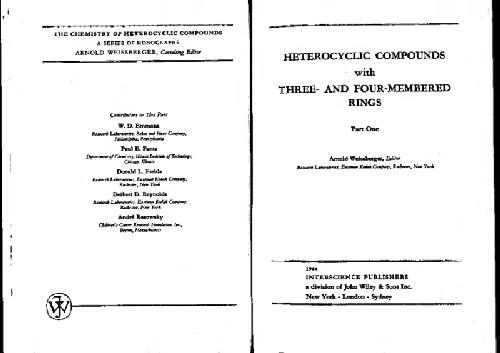 THE CHEMISTRY OF HETEROCYCLIC COMPOUNDS
A SERIES OF MONOGRAPHS
ARNOLD WEISSBERGER, Consulting Editor
Contributors to This Part
W. D. Emmons
Research Laboratories, Rohm and Haas Company,
Philadelphia, Pennsylvania
Paul E. Fanta
Department of Chemistry, Illinois Institute of Technology,
Chicago, Illinois
Donald L. Fields
Research Laboratories, Eastman Kodak Company,
Rochester, New York
Delbert D. Reynolds
Research Laboratories, Eastman Kodak Company,
Rochester, New York
André Rosowsky
Children's Cancer Research Foundation, Inc.,
Boston, Massachusetts
HETEROCYCLIC COMPOUNDS
with
THREE- AND FOUR-MEMBERED
RINGS
Part One
Arnold Weissberger, Editor
Research Laboratories, Eastman Kodak Company, Rochester, New York
1964
INTERSCIENCE PUBLISHERS
a division of John Wiley & Sons Inc.
New York - London - Sydney